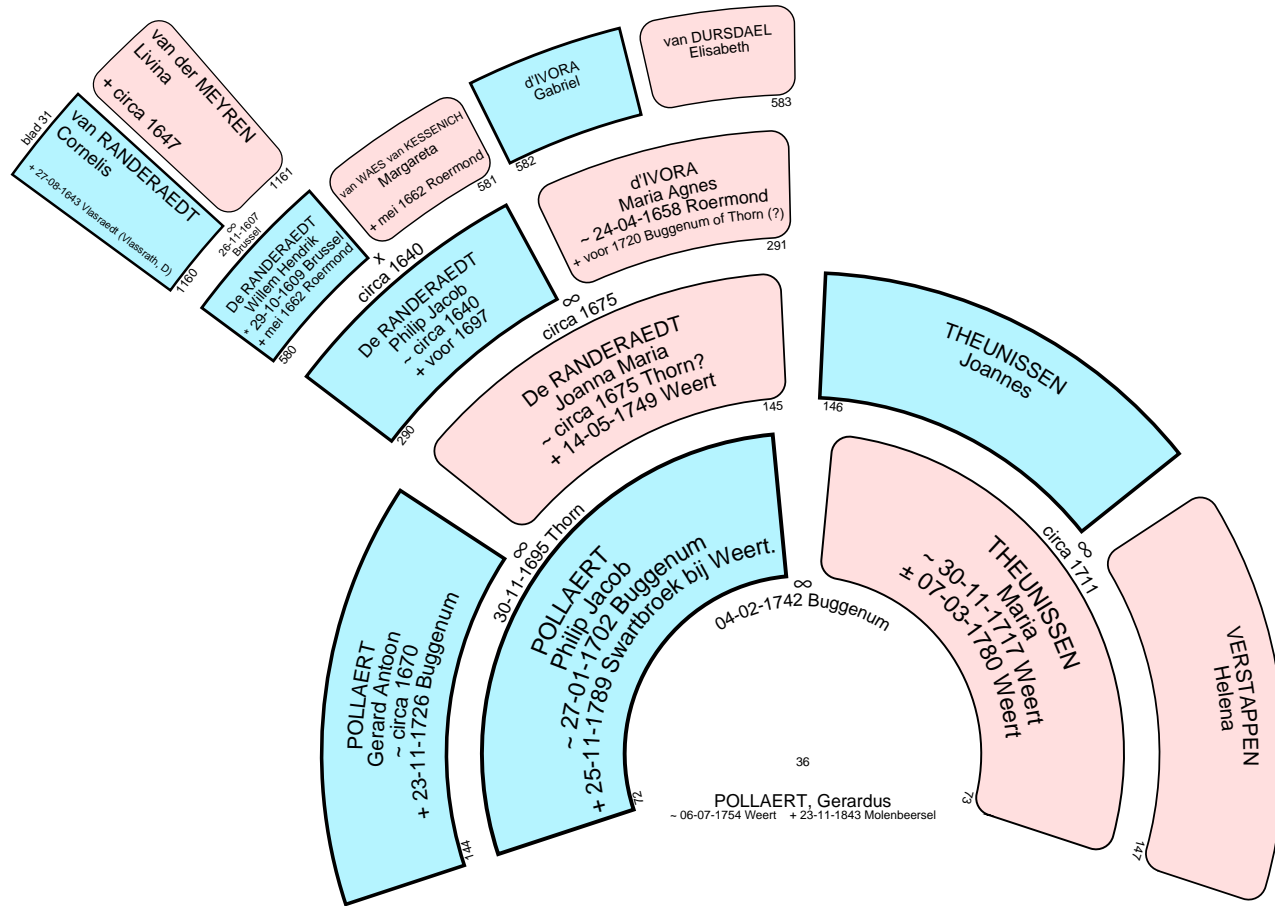 blad 31
van RANDERAEDT
Cornelis
+ 27-08-1643 Vlasraedt (Vlassrath, D)
1160
van der MEYREN
Livina
+ circa 1647
1161
∞
26-11-1607
Brussel
De RANDERAEDT
Willem Hendrik
* 29-10-1609 Brussel
+ mei 1662 Roermond
580
van WAES van KESSENICH
Margareta
+ mei 1662 Roermond
581
x
circa 1640
d'IVORA
Gabriel
582
van DURSDAEL
Elisabeth
583
De RANDERAEDT
Philip Jacob
~ circa 1640
+ voor 1697
290
d'IVORA
Maria Agnes
~ 24-04-1658 Roermond
+ voor 1720 Buggenum of Thorn (?)
291
∞
circa 1675
De RANDERAEDT
Joanna Maria
~ circa 1675 Thorn?
+ 14-05-1749 Weert
145
THEUNISSEN
Joannes
146
POLLAERT
Gerard Antoon
~ circa 1670
+ 23-11-1726 Buggenum
144
∞
30-11-1695 Thorn
POLLAERT
Philip Jacob
~ 27-01-1702 Buggenum
+ 25-11-1789 Swartbroek bij Weert.
72
∞
04-02-1742 Buggenum
THEUNISSEN
Maria
~ 30-11-1717 Weert
± 07-03-1780 Weert
73
∞
circa 1711
VERSTAPPEN
Helena
147
36
POLLAERT, Gerardus
~ 06-07-1754 Weert + 23-11-1843 Molenbeersel